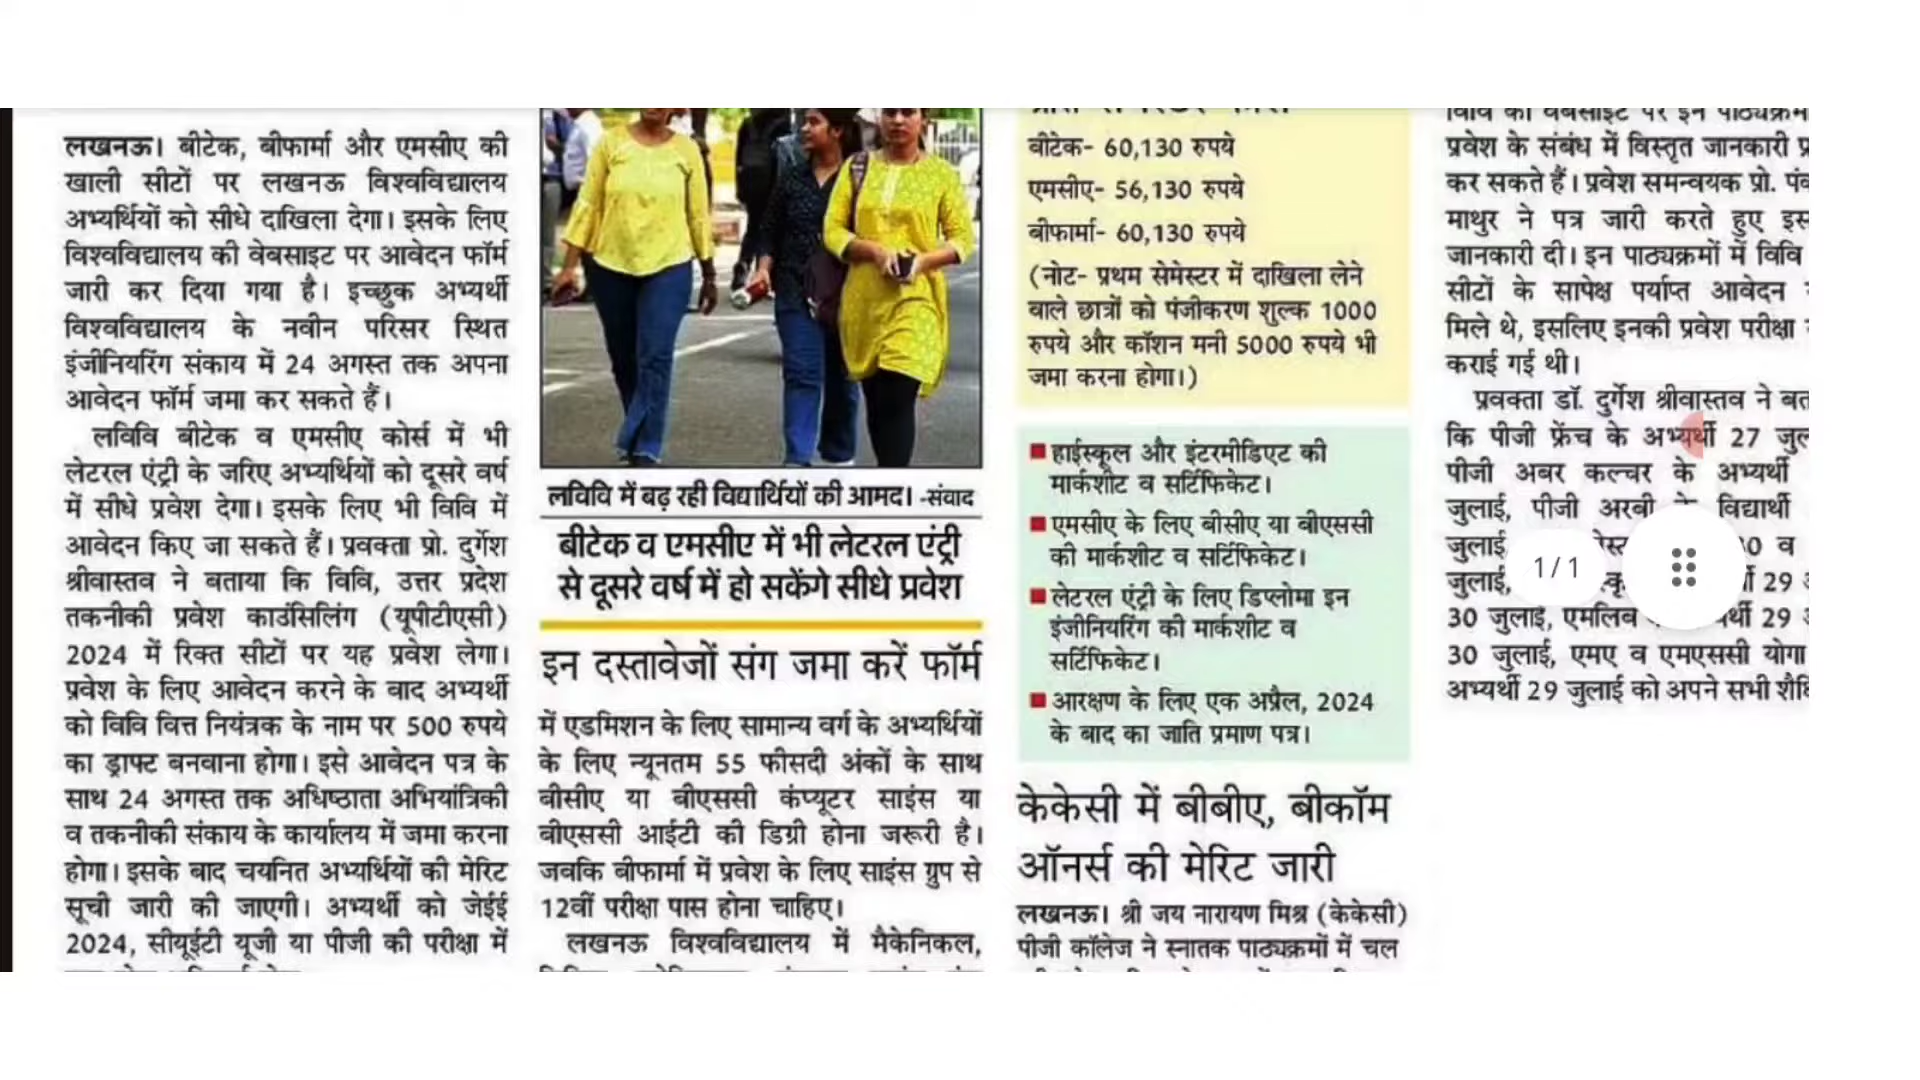 लखनऊ। बीटेक, बीफार्मा और एमसीए की
खाली सीटों पर लखनऊ विश्वविद्यालय
अभ्यर्थियों को सीधे दाखिला देगा। इसके लिए
विश्वविद्यालय की वेबसाइट पर आवेदन फॉर्म
जारी कर दिया गया है। इच्छुक अभ्यर्थी
विश्वविद्यालय के नवीन परिसर स्थित
इंजीनियरिंग संकाय में 24 अगस्त तक अपना
आवेदन फॉर्म जमा कर सकते हैं।
लविवि बीटेक व एमसीए कोर्स में भी
लेटरल एंट्री के जरिए अभ्यर्थियों को दूसरे वर्ष
में सीधे प्रवेश देगा। इसके लिए भी विवि में
आवेदन किए जा सकते हैं। प्रवक्ता प्रो. दुर्गेश
श्रीवास्तव ने बताया कि विवि, उत्तर प्रदेश
तकनीकी प्रवेश काउंसिलिंग (यूपीटीएसी)
2024 में रिक्त सीटों पर यह प्रवेश लेगा।
प्रवेश के लिए आवेदन करने के बाद अभ्यर्थी
को विवि वित्त नियंत्रक के नाम पर 500 रुपये
का ड्राफ्ट बनवाना होगा। इसे आवेदन पत्र के
साथ 24 अगस्त तक अधिष्ठाता अभियांत्रिकी
व तकनीकी संकाय के कार्यालय में जमा करना
होगा। इसके बाद चयनित अभ्यर्थियों की मेरिट
सूची जारी की जाएगी। अभ्यर्थी को जेईई
2024, सीयूईटी यूजी या पीजी की परीक्षा में
लविवि में बढ़ रही विद्यार्थियों की आमद। -संवाद
बीटेक व एमसीए में भी लेटरल एंट्री
से दूसरे वर्ष में हो सकेंगे सीधे प्रवेश
इन दस्तावेजों संग जमा करें फॉर्म
में एडमिशन के लिए सामान्य वर्ग के अभ्यर्थियों
के लिए न्यूनतम 55 फीसदी अंकों के साथ
बीसीए या बीएससी कंप्यूटर साइंस या
बीएससी आईटी की डिग्री होना जरूरी है।
जबकि बीफार्मा में प्रवेश के लिए साइंस ग्रुप से
12वीं परीक्षा पास होना चाहिए।
लखनऊ विश्वविद्यालय में मैकेनिकल,
बीटेक- 60,130 रुपये
एमसीए- 56,130 रुपये
बीफार्मा- 60,130 रुपये
(नोट- प्रथम सेमेस्टर में दाखिला लेने
वाले छात्रों को पंजीकरण शुल्क 1000
रुपये और कॉशन मनी 5000 रुपये भी
जमा करना होगा।)
हाईस्कूल और इंटरमीडिएट की
मार्कशीट व सर्टिफिकेट।
एमसीए के लिए बीसीए या बीएससी
की मार्कशीट व सर्टिफिकेट।
लेटरल एंट्री के लिए डिप्लोमा इन
इंजीनियरिंग की मार्कशीट व
सर्टिफिकेट।
आरक्षण के लिए एक अप्रैल, 2024
के बाद का जाति प्रमाण पत्र।
केकेसी में बीबीए, बीकॉम
ऑनर्स की मेरिट जारी
लखनऊ। श्री जय नारायण मिश्र (केकेसी)
पीजी कॉलेज ने स्नातक पाठ्यक्रमों में चल
विवि की वेबसाइट पर इन पाठ्यक्रम
प्रवेश के संबंध में विस्तृत जानकारी
कर सकते हैं। प्रवेश समन्वयक प्रो.
माथुर ने पत्र जारी करते हुए
जानकारी दी। इन पाठ्यक्रमों में विवि
सीटों के सापेक्ष पर्याप्त आवेदन
मिले थे, इसलिए इनकी प्रवेश परीक्षा
कराई गई थी।
प्रवक्ता डॉ. दुर्गेश श्रीवास्तव ने
कि पीजी फ्रेंच के अभ्यर्थी 27
पीजी अबर कल्चर के अभ्यर्थी
जुलाई, पीजी अरबी के विद्यार्थी
जुलाई, व
जुलाई, 29
30 जुलाई, एमलिब 29
30 जुलाई, एमए व एमएससी योगा
अभ्यर्थी 29 जुलाई को अपने सभी
1/1